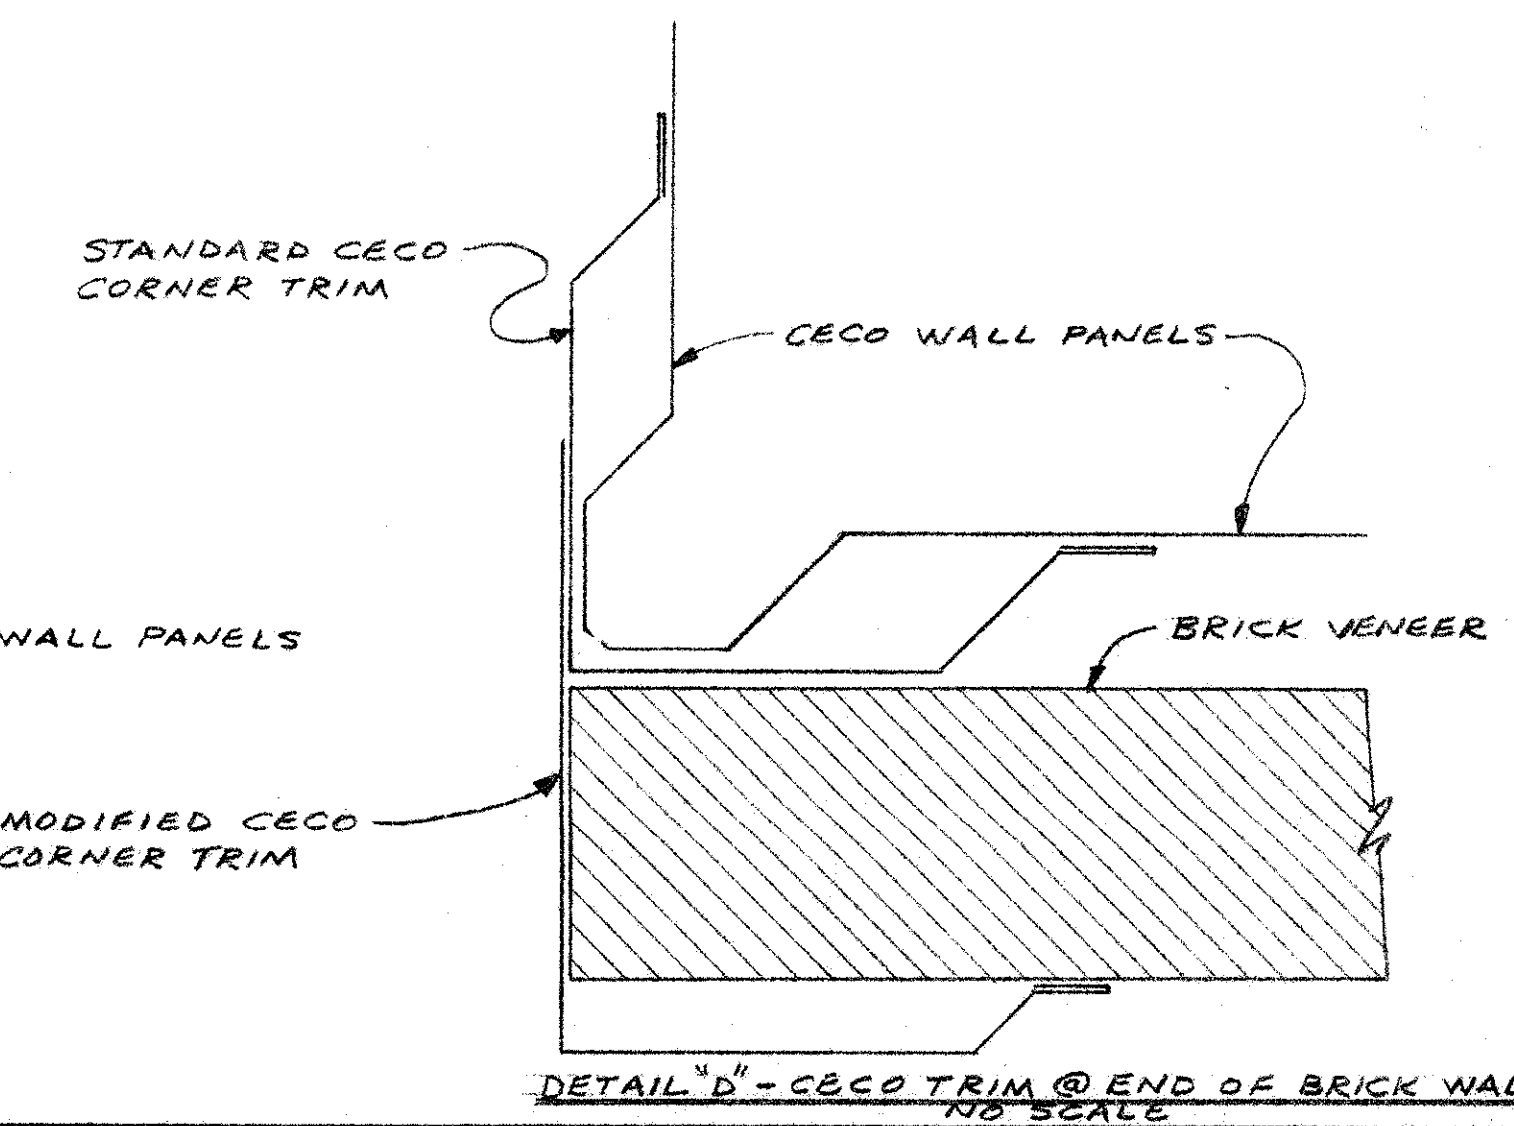 STANDARD CECO
CORNER TRIM
CECO WALL PANELS
WALL PANELS
BRICK VENEER
MODIFIED CECO
CORNER TRIM
DETAIL "D" - CECO TRIM @ END OF BRICK WAL
NO SCALE